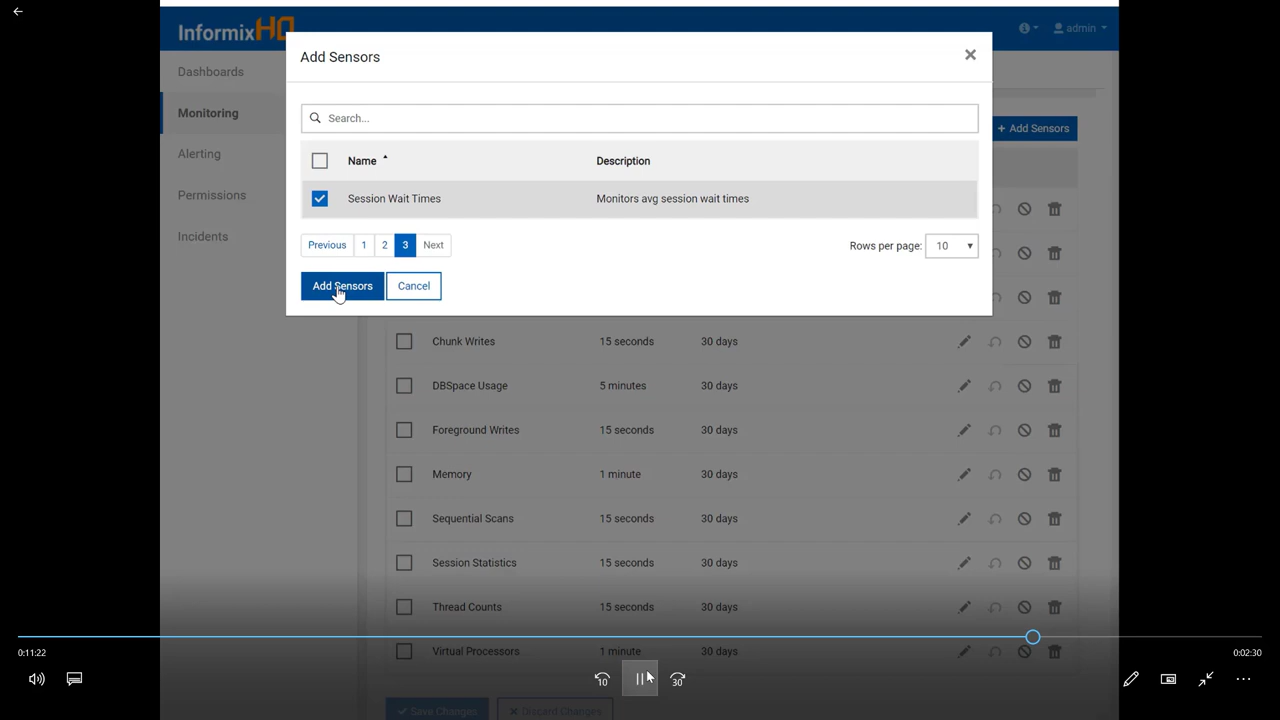 InformixHQ
admin
Dashboards
Monitoring
Alerting
Permissions
Incidents
Add Sensors
Search...
+ Add Sensors
Name
Description
Session Wait Times
Monitors avg session wait times
Previous 1 2 3 Next
Rows per page: 10
Add Sensors
Cancel
Chunk Writes 15 seconds 30 days
DBSpace Usage 5 minutes 30 days
Foreground Writes 15 seconds 30 days
Memory 1 minute 30 days
Sequential Scans 15 seconds 30 days
Session Statistics 15 seconds 30 days
Thread Counts 15 seconds 30 days
Virtual Processors 1 minute 30 days
0:11:22
0:02:30
10
30
Save Changes
Discard Changes